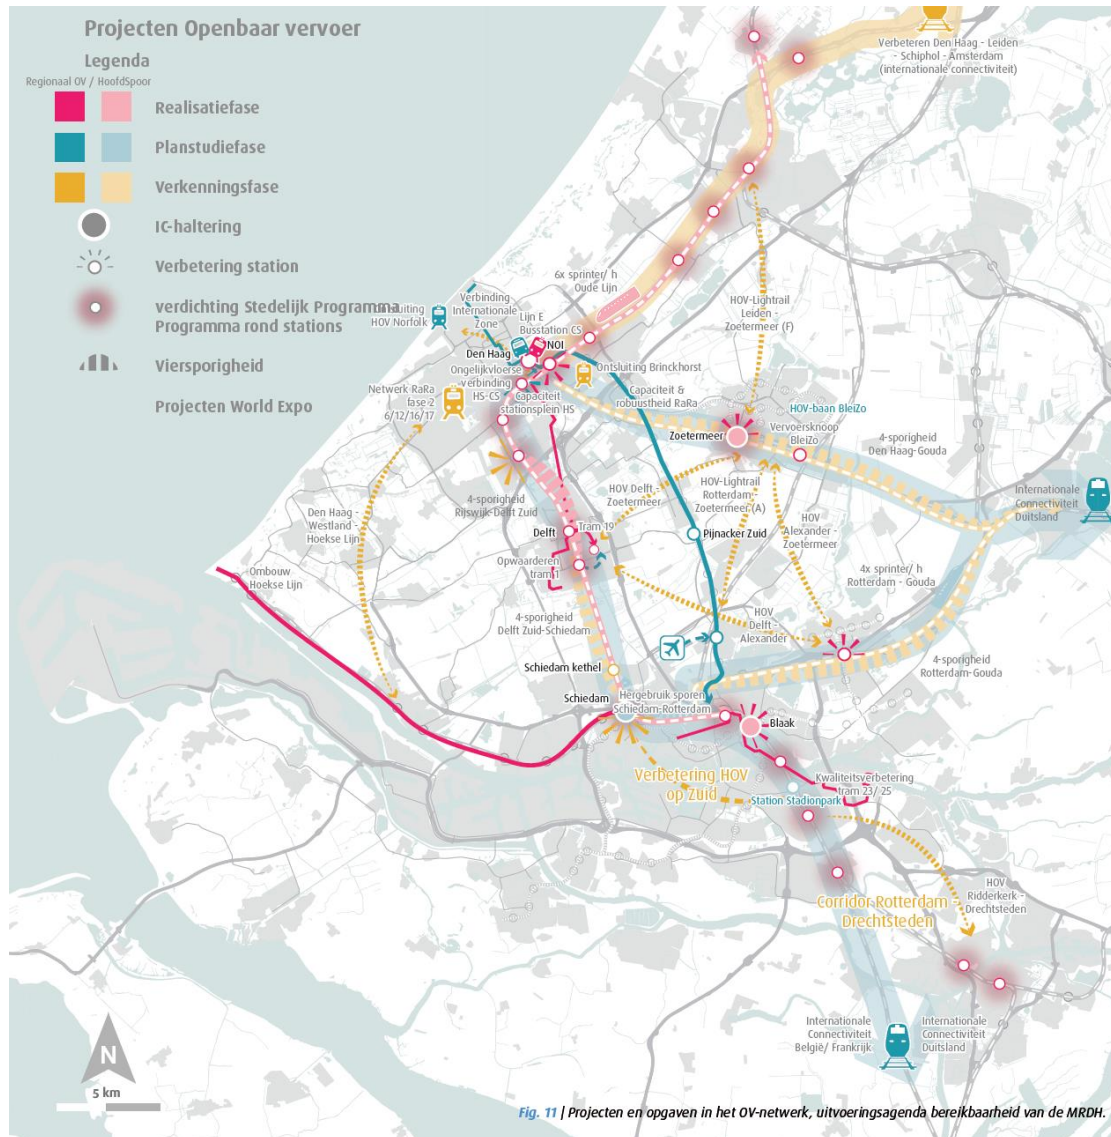 Projecten Openbaar vervoer
Legenda
Regionaal OV / HoofdSpoor
Realisatiefase
Planstudiefase
Verkenningsfase
IC-haltering
Verbetering station
verdichting Stedelijk Programma
Programma rond stations
Viersporigheid
Projecten World Expo
Verbeteren Den Haag - Leiden
- Schiphol - Amsterdam
(internationale connectiviteit)
6x sprinter/ h
Oude Lijn
HOV Norfolk
Verbinding
Internationale
Zone
Lijn E
Busstation CS
NOI
Den Haag
Ongelijkvloerse
verbinding
HS-CS
Capaciteit
stationsplein HS
Ontsluiting Brinckhorst
Capaciteit &
robuustheid RaRa
HOV-Lightrail
Leiden -
Zoetermeer (F)
Netwerk RaRa
fase 2
6/12/16/17
HOV-baan BleiZo
Vervoersknoop
BleiZo
Zoetermeer
4-sporigheid
Den Haag-Gouda
Internationale
Connectiviteit
Duitsland
4-sporigheid
Rijswijk-Delft Zuid
HOV Delft -
Zoetermeer
HOV-Lightrail
Rotterdam-
Zoetermeer (A)
HOV
Alexander -
Zoetermeer
Den Haag -
Westland -
Hoekse Lijn
Delft
Tram 19
Pijnacker Zuid
Opwaarderen
tram 1
Ombouw
Hoekse Lijn
4x sprinter/ h
Rotterdam - Gouda
4-sporigheid
Delft Zuid-Schiedam
HOV
Delft -
Alexander
4-sporigheid
Rotterdam-Gouda
Schiedam kethel
Schiedam
Hergebruik sporen
Schiedam-Rotterdam
Blaak
Verbetering HOV
op Zuid
Kwaliteitsverbetering
tram 23/ 25
Station Stadionpark
HOV
Ridderkerk -
Drechtsteden
Corridor Rotterdam -
Drechtsteden
Internationale
Connectiviteit
België/ Frankrijk
Internationale
Connectiviteit
Duitsland
N
5 km
Fig. 11 | Projecten en opgaven in het OV-netwerk, uitvoeringsagenda bereikbaarheid van de MRDH.